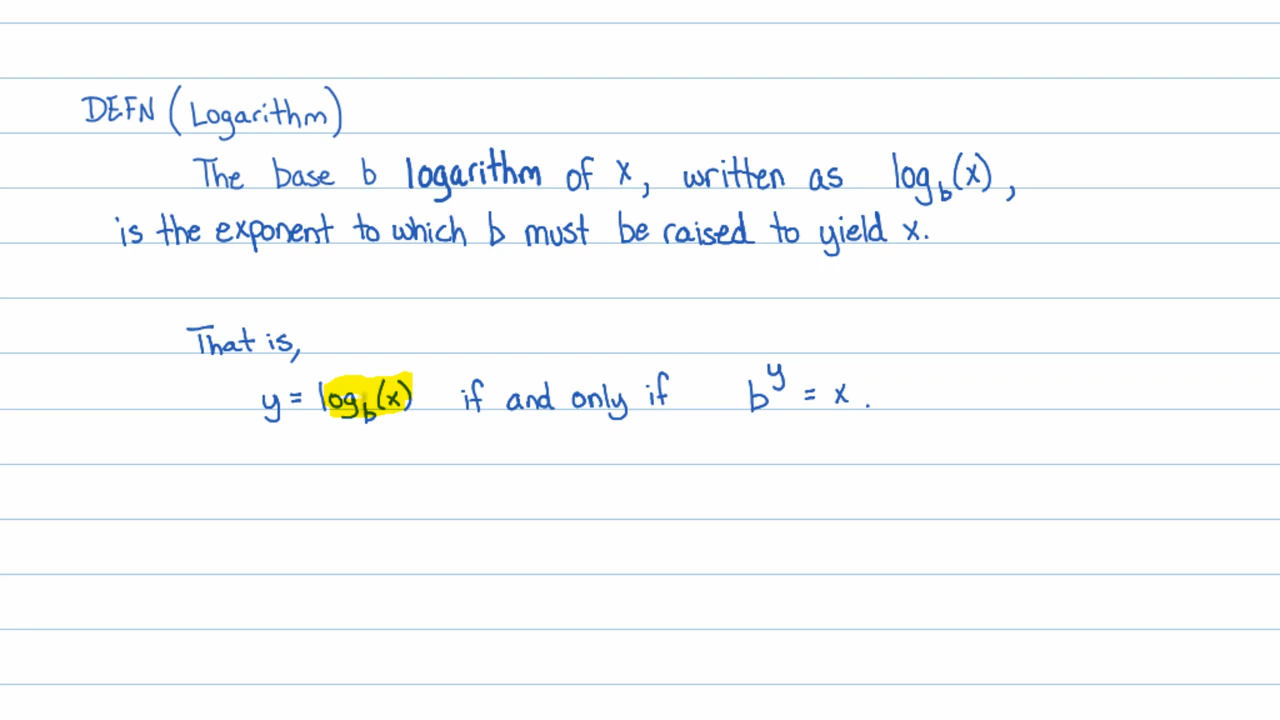 DEFN (Logarithm)
The base b logarithm of x, written as log_b(x),
is the exponent to which b must be raised to yield x.
That is,
y = log_b(x) if and only if b^y = x.